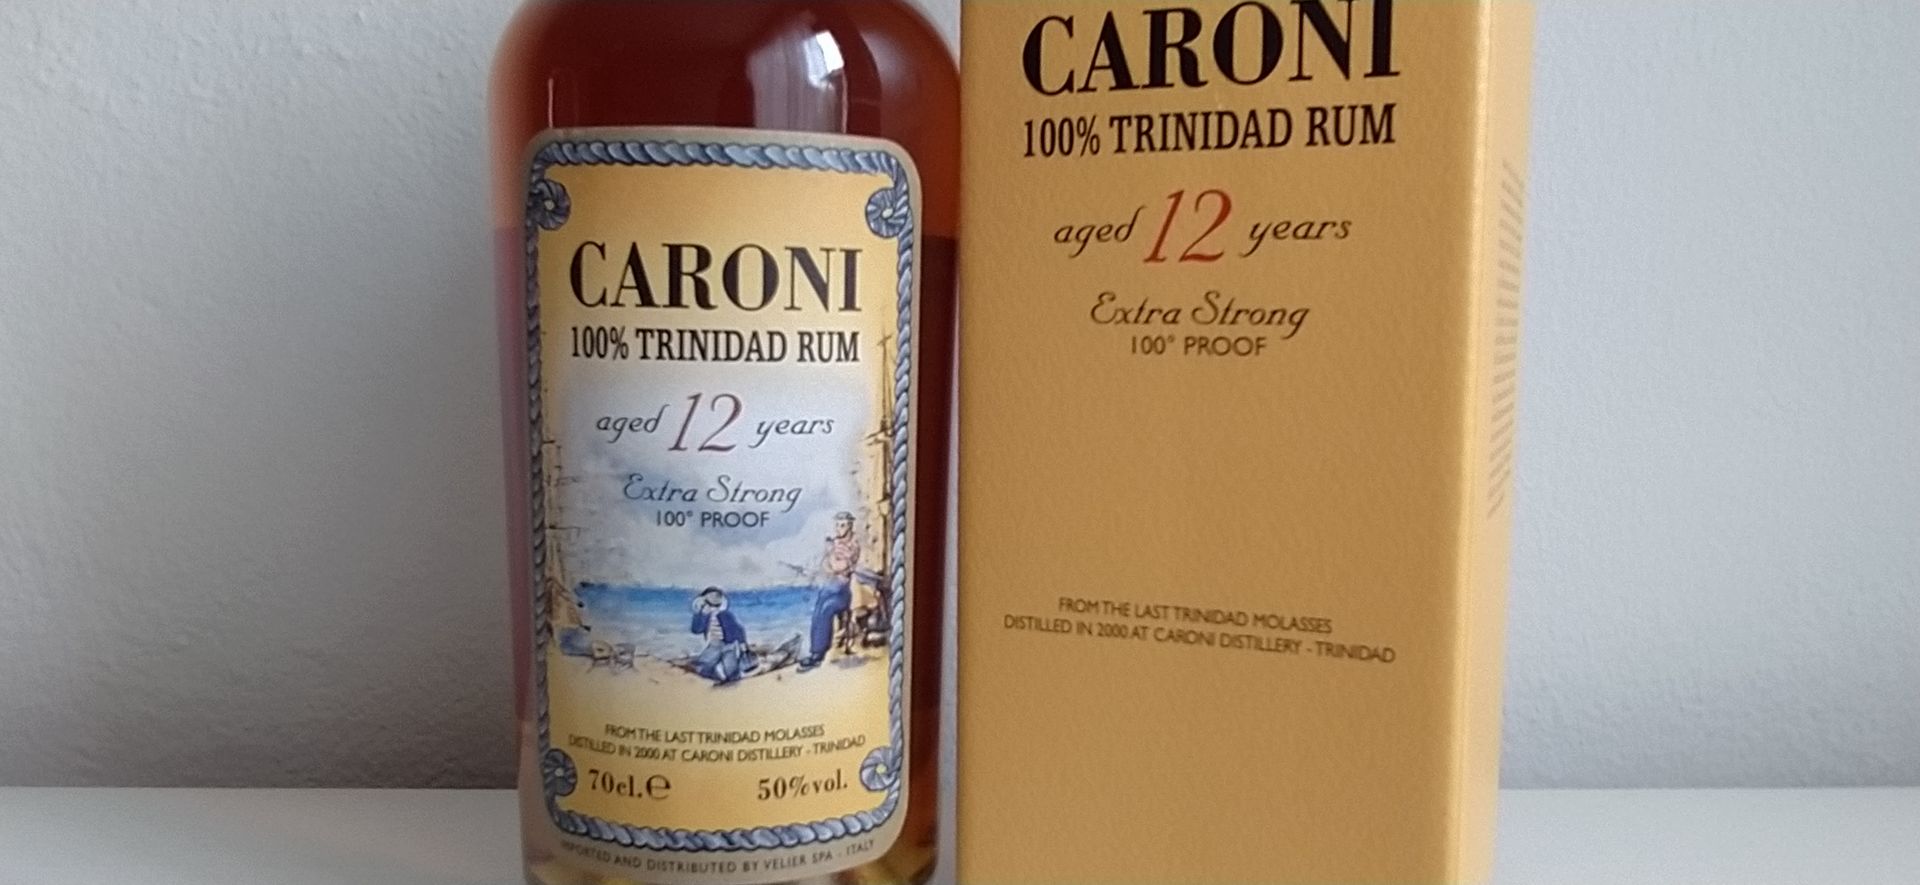 CARONI
100% TRINIDAD RUM
aged 12 years
Extra Strong
100° PROOF
FROM THE LAST TRINIDAD MOLASSES
DISTILLED IN 2000 AT CARONI DISTILLERY - TRINIDAD
70cl.℮ 50%vol.
IMPORTED AND DISTRIBUTED BY VELIER SPA - ITALY
CARONI
100% TRINIDAD RUM
aged 12 years
Extra Strong
100° PROOF
FROM THE LAST TRINIDAD MOLASSES
DISTILLED IN 2000 AT CARONI DISTILLERY - TRINIDAD